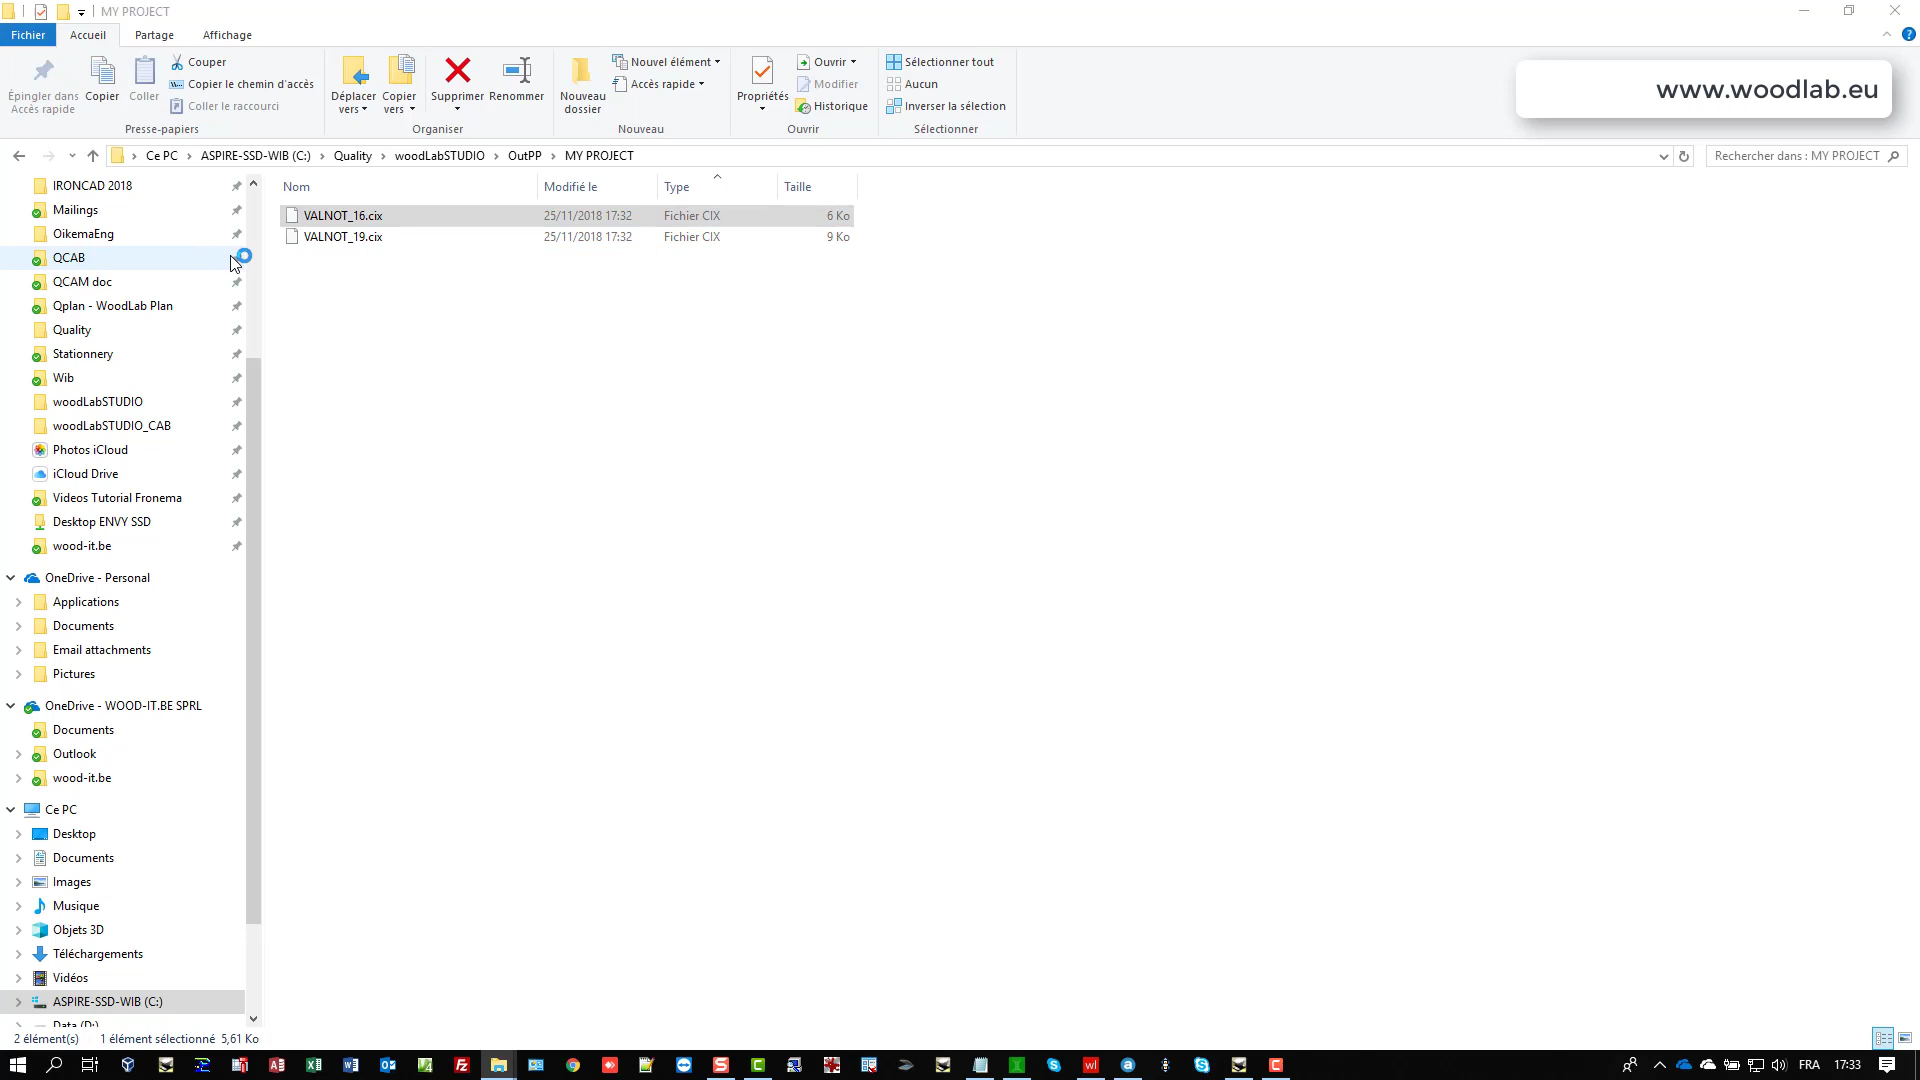 MY PROJECT
Fichier
Accueil
Partage
Affichage
Épingler dans
Accès rapide
Copier
Coller
Couper
Copier le chemin d'accès
Coller le raccourci
Presse-papiers
Déplacer
vers
Copier
vers
Supprimer
Renommer
Organiser
Nouveau
dossier
Nouvel élément
Accès rapide
Nouveau
Propriétés
Ouvrir
Modifier
Historique
Ouvrir
Sélectionner tout
Aucun
Inverser la sélection
Sélectionner
www.woodlab.eu
Ce PC
ASPIRE-SSD-WIB (C:)
Quality
woodLabSTUDIO
OutPP
MY PROJECT
Rechercher dans : MY PROJECT
IRONCAD 2018
Mailings
OikemaEng
QCAB
QCAM doc
Qplan - WoodLab Plan
Quality
Stationnery
Wib
woodLabSTUDIO
woodLabSTUDIO_CAB
Photos iCloud
iCloud Drive
Videos Tutorial Fronema
Desktop ENVY SSD
wood-it.be
OneDrive - Personal
Applications
Documents
Email attachments
Pictures
OneDrive - WOOD-IT.BE SPRL
Documents
Outlook
wood-it.be
Ce PC
Desktop
Documents
Images
Musique
Objets 3D
Téléchargements
Vidéos
ASPIRE-SSD-WIB (C:)
Data (D:)
Nom Modifié le Type Taille
VALNOT_16.cix 25/11/2018 17:32 Fichier CIX 6 Ko
VALNOT_19.cix 25/11/2018 17:32 Fichier CIX 9 Ko
2 élément(s) 1 élément sélectionné 5,61 Ko
FRA 17:33